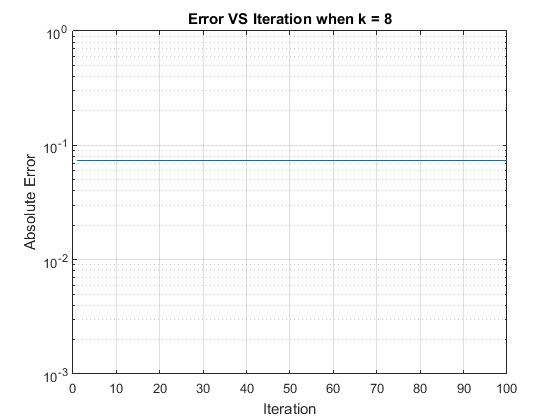 Error VS Iteration when k = 8
10^0
10^-1
10^-2
10^-3
Absolute Error
0 10 20 30 40 50 60 70 80 90 100
Iteration